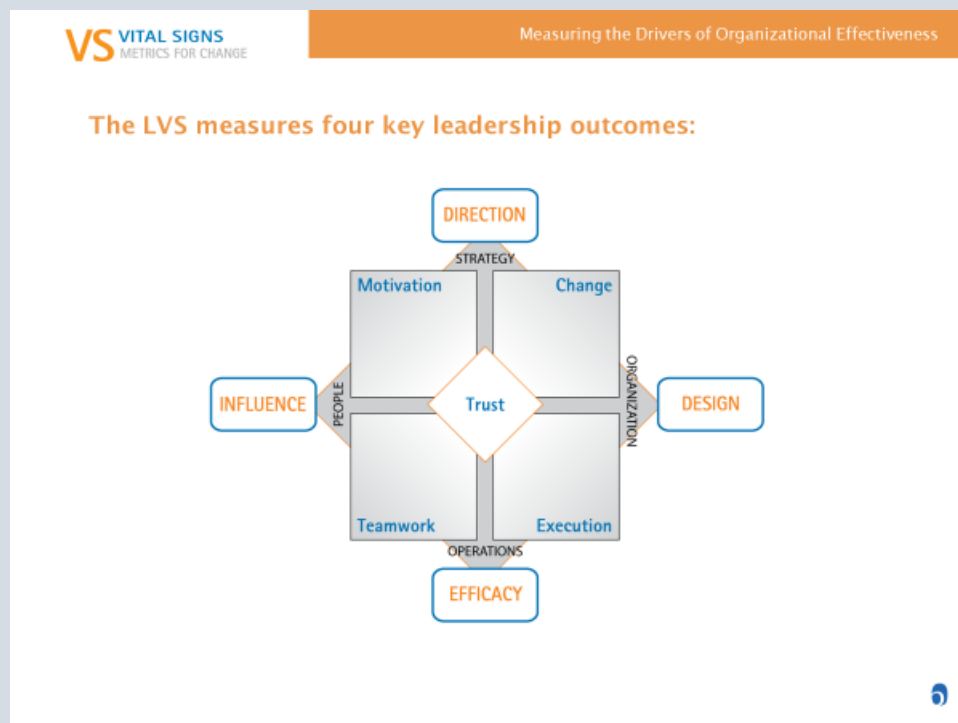 VS VITAL SIGNS
METRICS FOR CHANGE
Measuring the Drivers of Organizational Effectiveness
The LVS measures four key leadership outcomes:
DIRECTION
STRATEGY
Motivation
Change
INFLUENCE
PEOPLE
Trust
ORGANIZATION
DESIGN
Teamwork
Execution
OPERATIONS
EFFICACY